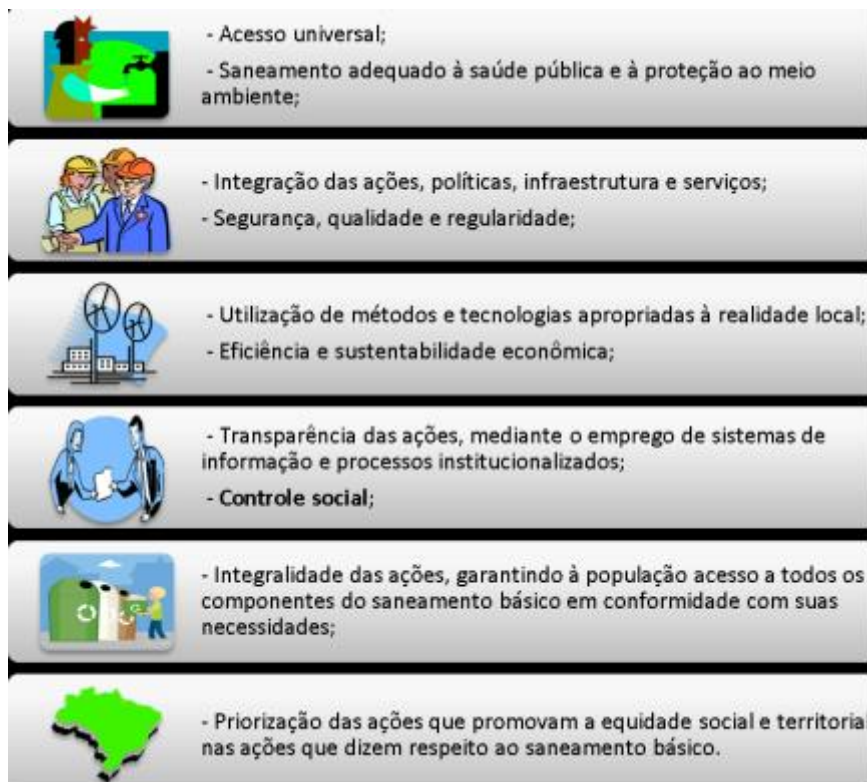 - Acesso universal;
- Saneamento adequado à saúde pública e à proteção ao meio
ambiente;
- Integração das ações, políticas, infraestrutura e serviços;
- Segurança, qualidade e regularidade;
- Utilização de métodos e tecnologias apropriadas à realidade local;
- Eficiência e sustentabilidade econômica;
- Transparência das ações, mediante o emprego de sistemas de
informação e processos institucionalizados;
- Controle social;
- Integralidade das ações, garantindo à população acesso a todos os
componentes do saneamento básico em conformidade com suas
necessidades;
- Priorização das ações que promovam a equidade social e territoria
nas ações que dizem respeito ao saneamento básico.